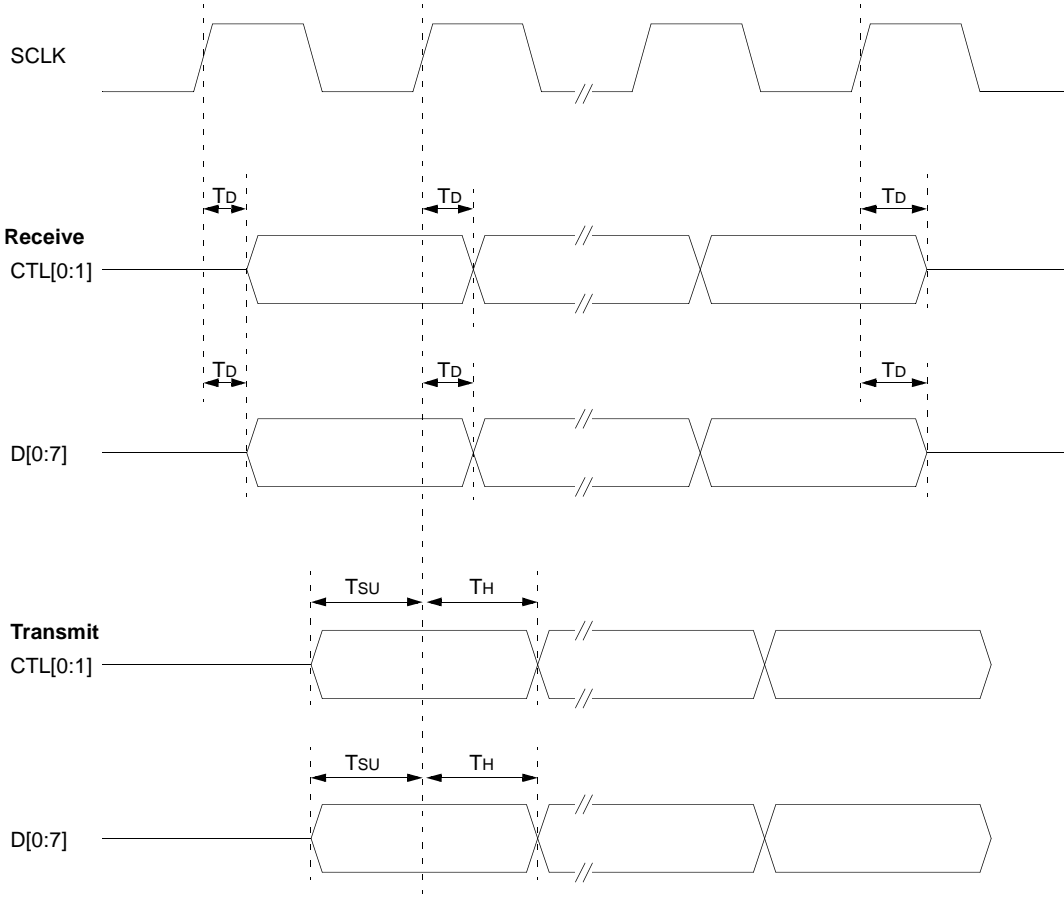 SCLK
TD TD TD
Receive
CTL[0:1]
TD TD TD
D[0:7]
TSU TH
Transmit
CTL[0:1]
TSU TH
D[0:7]